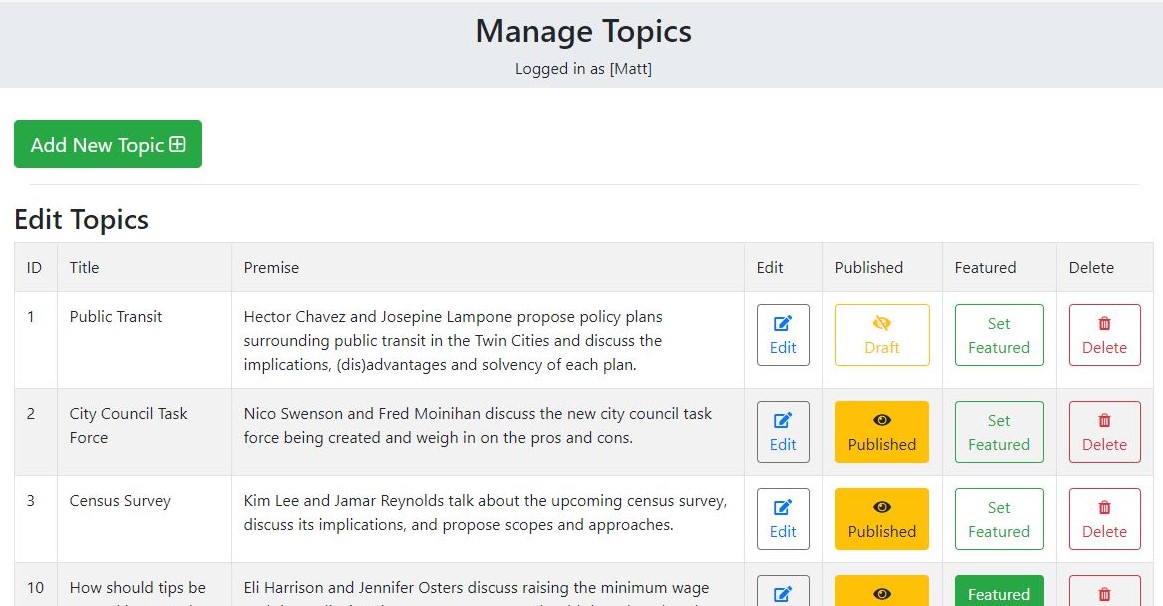 Manage Topics
Logged in as [Matt]
Add New Topic
Edit Topics
ID Title Premise Edit Published Featured Delete
1 Public Transit Hector Chavez and Josepine Lampone propose policy plans Set
surrounding public transit in the Twin Cities and discuss the Edit Draft Featured Delete
implications, (dis)advantages and solvency of each plan.
2 City Council Task Nico Swenson and Fred Moinihan discuss the new city council task Set
Force force being created and weigh in on the pros and cons. Edit Published Featured Delete
3 Census Survey Kim Lee and Jamar Reynolds talk about the upcoming census survey, Set
discuss its implications, and propose scopes and approaches. Edit Published Featured Delete
10 How should tips be Eli Harrison and Jennifer Osters discuss raising the minimum wage Featured